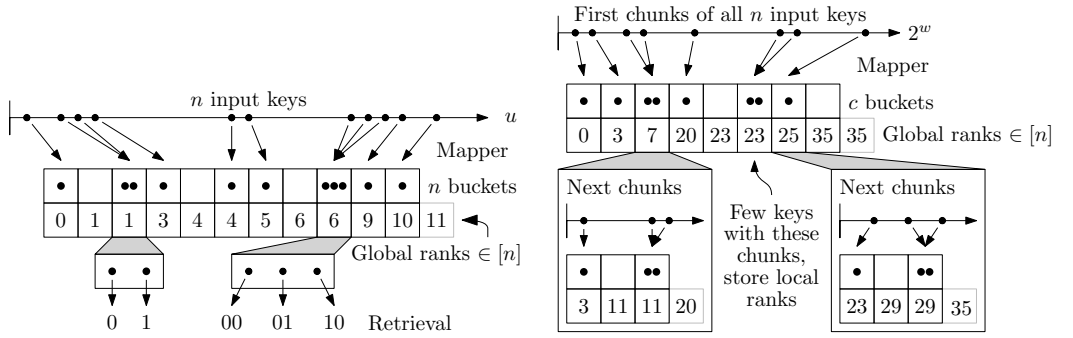 n input keys
u
Mapper
n buckets
0 1 1 3 4 4 5 6 6 9 10 11
Global ranks ∈ [n]
0 1
00 01 10
Retrieval
First chunks of all n input keys
2^w
Mapper
c buckets
0 3 7 20 23 23 25 35 35
Global ranks ∈ [n]
Next chunks
3 11 11 20
Few keys
with these
chunks,
store local
ranks
Next chunks
23 29 29 35